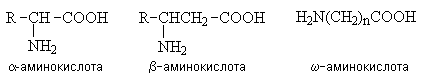 R–CH–COOH
NH₂
α-аминокислота
R–CHCH₂–COOH
NH₂
β-аминокислота
H₂N(CH₂)ₙCOOH
ω-аминокислота